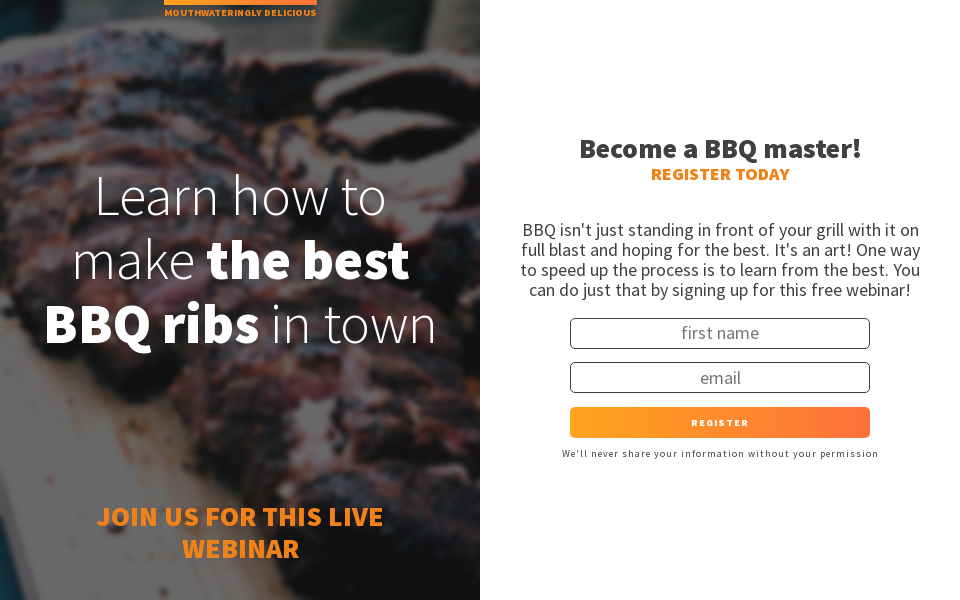 MOUTHWATERINGLY DELICIOUS
Learn how to
make the best
BBQ ribs in town
JOIN US FOR THIS LIVE
WEBINAR
Become a BBQ master!
REGISTER TODAY
BBQ isn't just standing in front of your grill with it on
full blast and hoping for the best. It's an art! One way
to speed up the process is to learn from the best. You
can do just that by signing up for this free webinar!
first name
email
REGISTER
We'll never share your information without your permission